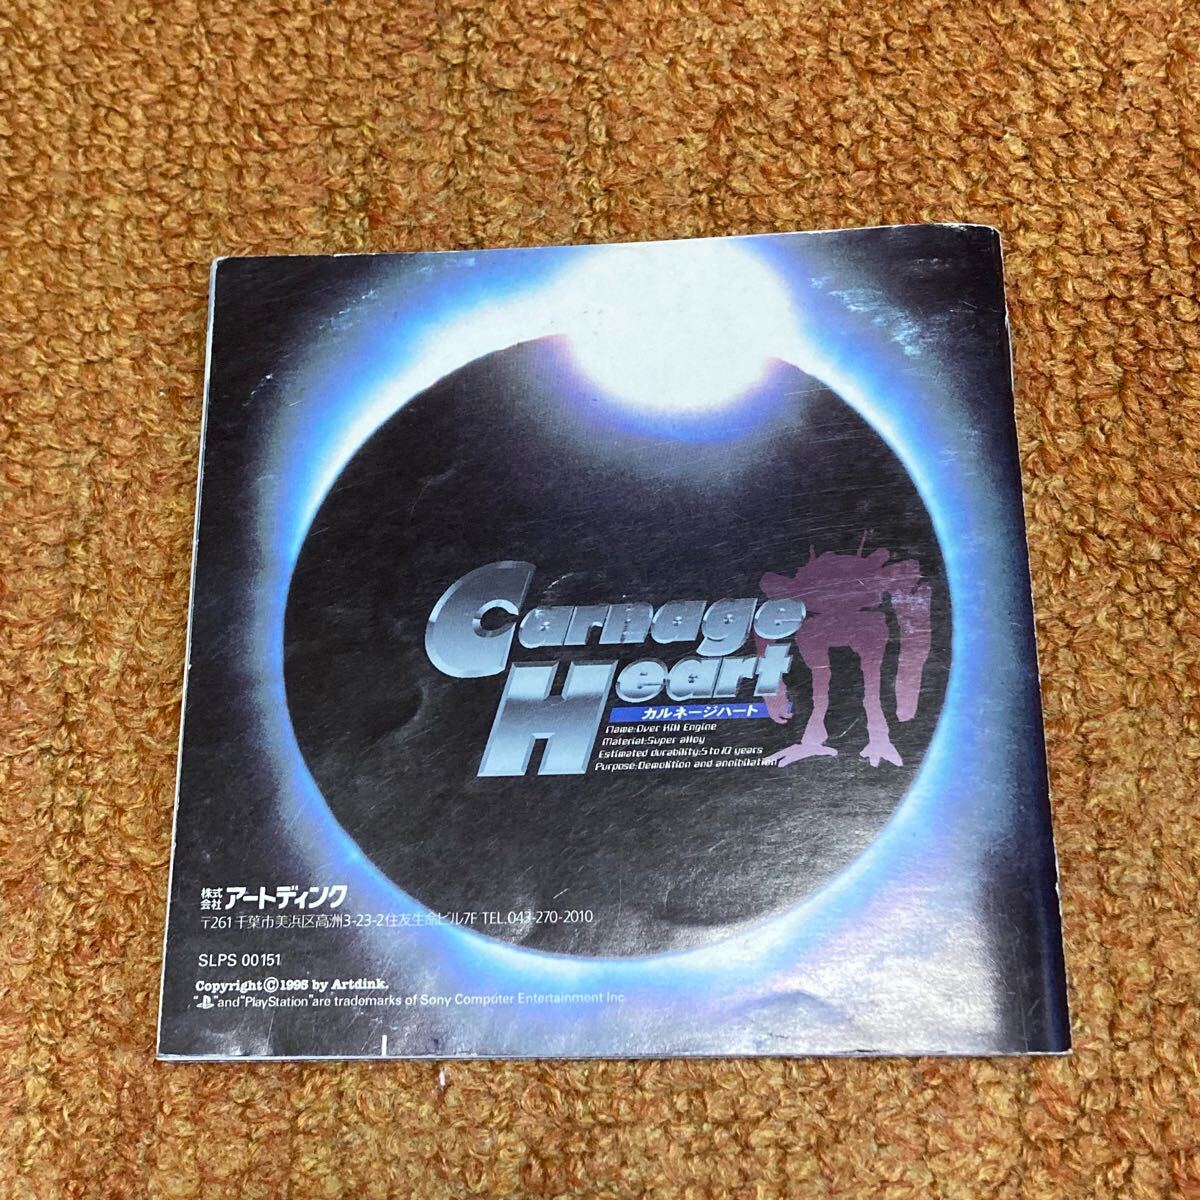 Carnage
Heart
カルネージハート
Name:Over Kill Engine
Material:Super alloy
Estimated durability:5 to 10 years
Purpose:Demolition and annihilation
株式会社 アートディンク
〒261 千葉市美浜区高洲3-23-2住友生命ビル7F TEL.043-270-2010
SLPS 00151
Copyright©1995 by Artdink.
" " and "PlayStation" are trademarks of Sony Computer Entertainment Inc.